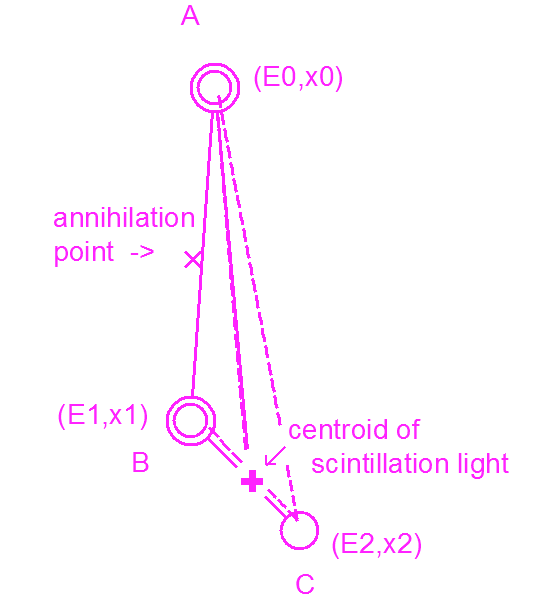 A
(E0,x0)
annihilation
point ->
(E1,x1)
centroid of
scintillation light
B
(E2,x2)
C